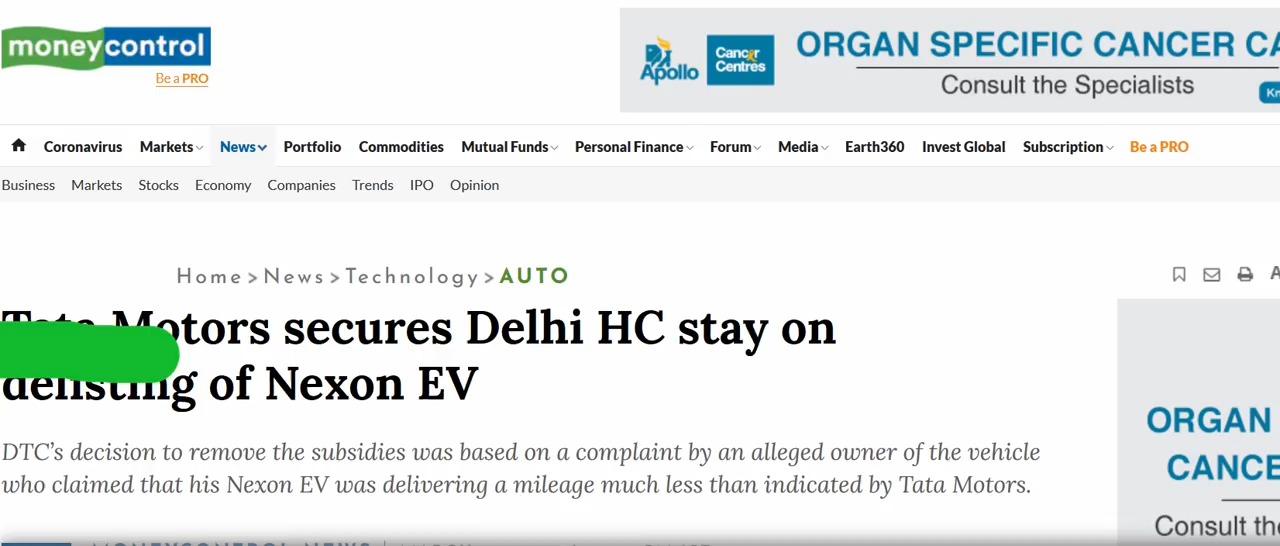 moneycontrol
Be a PRO
Apollo
Cancer Centres
ORGAN SPECIFIC CANCER
Consult the Specialists
Coronavirus Markets News Portfolio Commodities Mutual Funds Personal Finance Forum Media Earth360 Invest Global Subscription Be a PRO
Business Markets Stocks Economy Companies Trends IPO Opinion
Home > News > Technology > AUTO
Tata Motors secures Delhi HC stay on
delisting of Nexon EV
DTC’s decision to remove the subsidies was based on a complaint by an alleged owner of the vehicle
who claimed that his Nexon EV was delivering a mileage much less than indicated by Tata Motors.
ORGAN
Consult